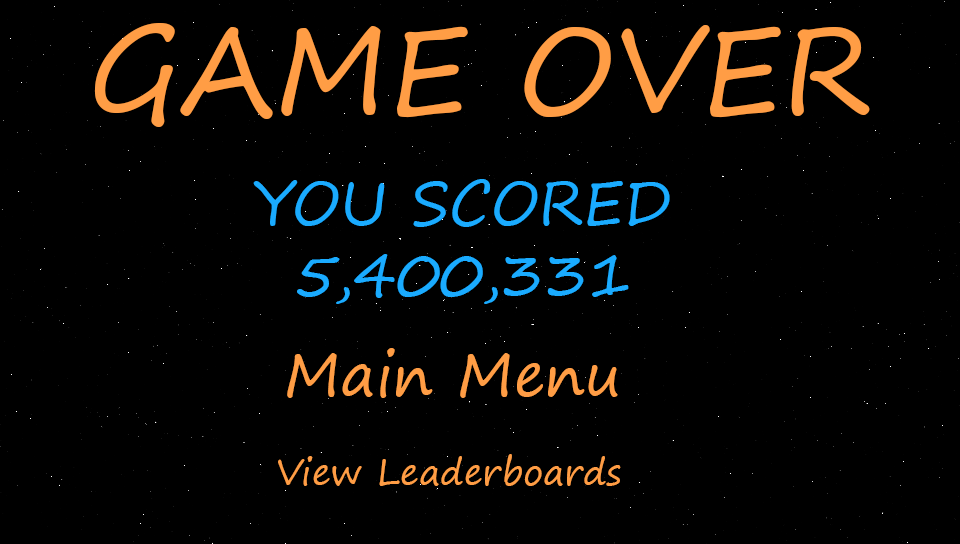 GAME OVER
YOU SCORED
5,400,331
Main Menu
View Leaderboards